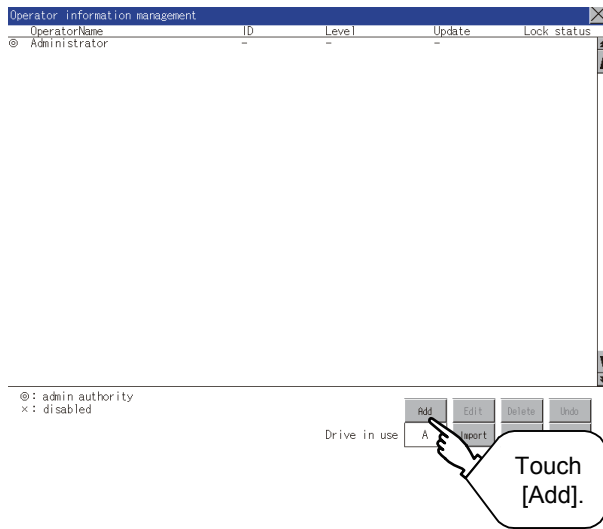 Operator information management
OperatorName ID Level Update Lock status
◎ Administrator - - -
◎: admin authority
×: disabled
Add Edit Delete Undo
Drive in use A Import
Touch
[Add].